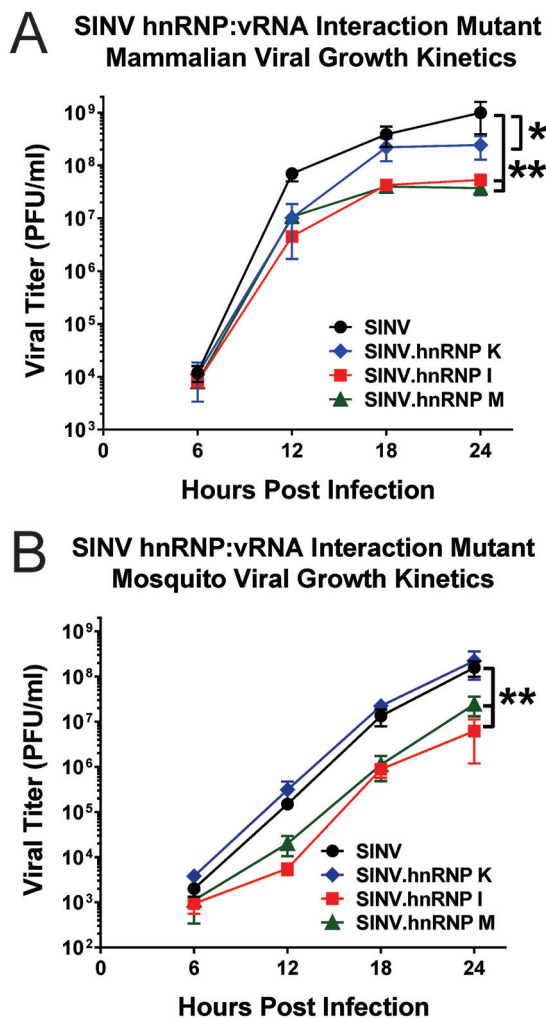 A
SINV hnRNP:vRNA Interaction Mutant
Mammalian Viral Growth Kinetics
Viral Titer (PFU/ml)
10⁹
10⁸
10⁷
10⁶
10⁵
10⁴
10³
*
**
SINV
SINV.hnRNP K
SINV.hnRNP I
SINV.hnRNP M
0 6 12 18 24
Hours Post Infection
B
SINV hnRNP:vRNA Interaction Mutant
Mosquito Viral Growth Kinetics
Viral Titer (PFU/ml)
10⁹
10⁸
10⁷
10⁶
10⁵
10⁴
10³
10²
**
SINV
SINV.hnRNP K
SINV.hnRNP I
SINV.hnRNP M
0 6 12 18 24
Hours Post Infection